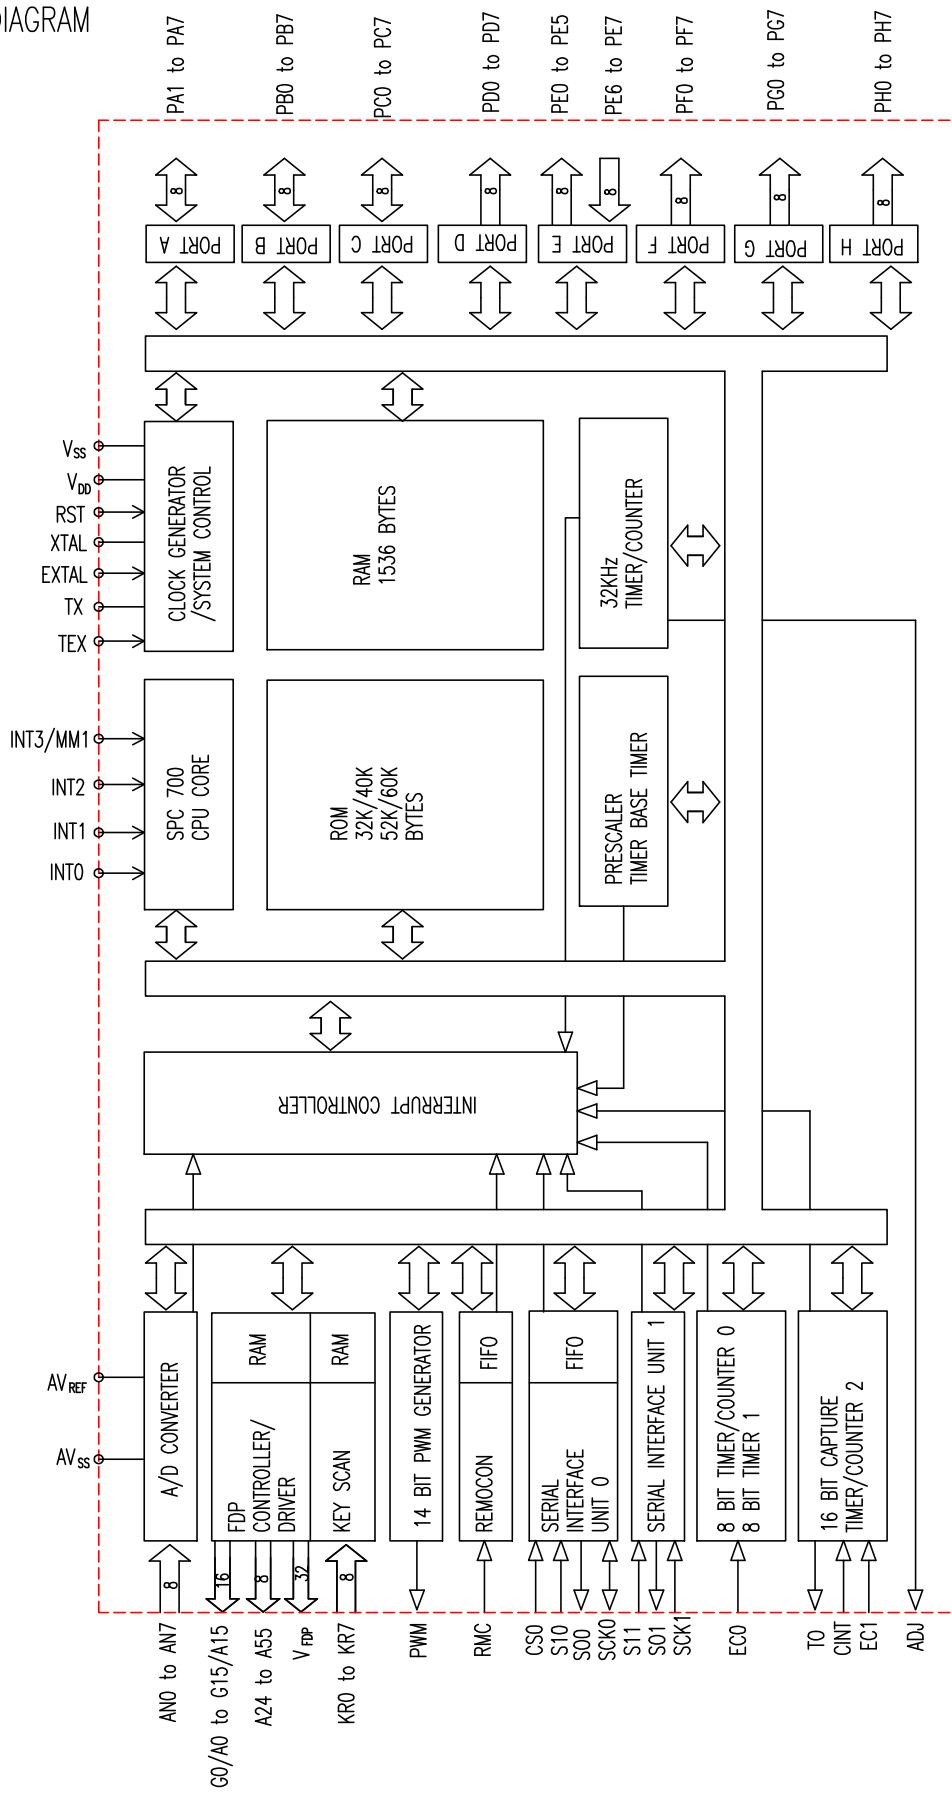 DIAGRAM
PA1 to PA7
PB0 to PB7
PC0 to PC7
PD0 to PD7
PE0 to PE5
PE6 to PE7
PF0 to PF7
PG0 to PG7
PH0 to PH7
8
8
8
8
8
8
8
8
8
PORT A
PORT B
PORT C
PORT D
PORT E
PORT F
PORT G
PORT H
VSS
VDD
RST
XTAL
EXTAL
TX
TEX
CLOCK GENERATOR
/SYSTEM CONTROL
RAM
1536 BYTES
32KHz
TIMER/COUNTER
INT3/MM1
INT2
INT1
INT0
SPC 700
CPU CORE
ROM
32K/40K
52K/60K
BYTES
PRESCALER
TIMER BASE TIMER
INTERRUPT CONTROLLER
AVREF
AVSS
A/D CONVERTER
RAM
FDP
CONTROLLER/
DRIVER
RAM
KEY SCAN
14 BIT PWM GENERATOR
FIFO
REMOCON
FIFO
SERIAL
INTERFACE
UNIT 0
SERIAL INTERFACE UNIT 1
8 BIT TIMER/COUNTER 0
8 BIT TIMER 1
16 BIT CAPTURE
TIMER/COUNTER 2
8
16
8
32
8
AN0 to AN7
G0/A0 to G15/A15
A24 to A55
VFDP
KR0 to KR7
PWM
RMC
CS0
S10
SO0
SCK0
S11
SO1
SCK1
EC0
TO
CINT
EC1
ADJ